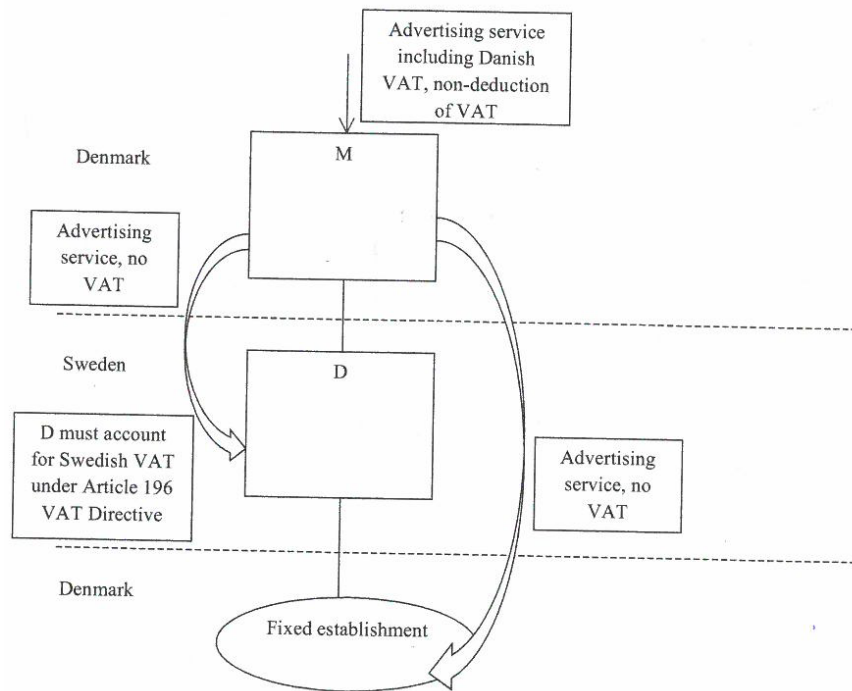 Advertising service
including Danish
VAT, non-deduction
of VAT
Denmark
M
Advertising
service, no
VAT
Sweden
D
D must account
for Swedish VAT
under Article 196
VAT Directive
Advertising
service, no
VAT
Denmark
Fixed establishment